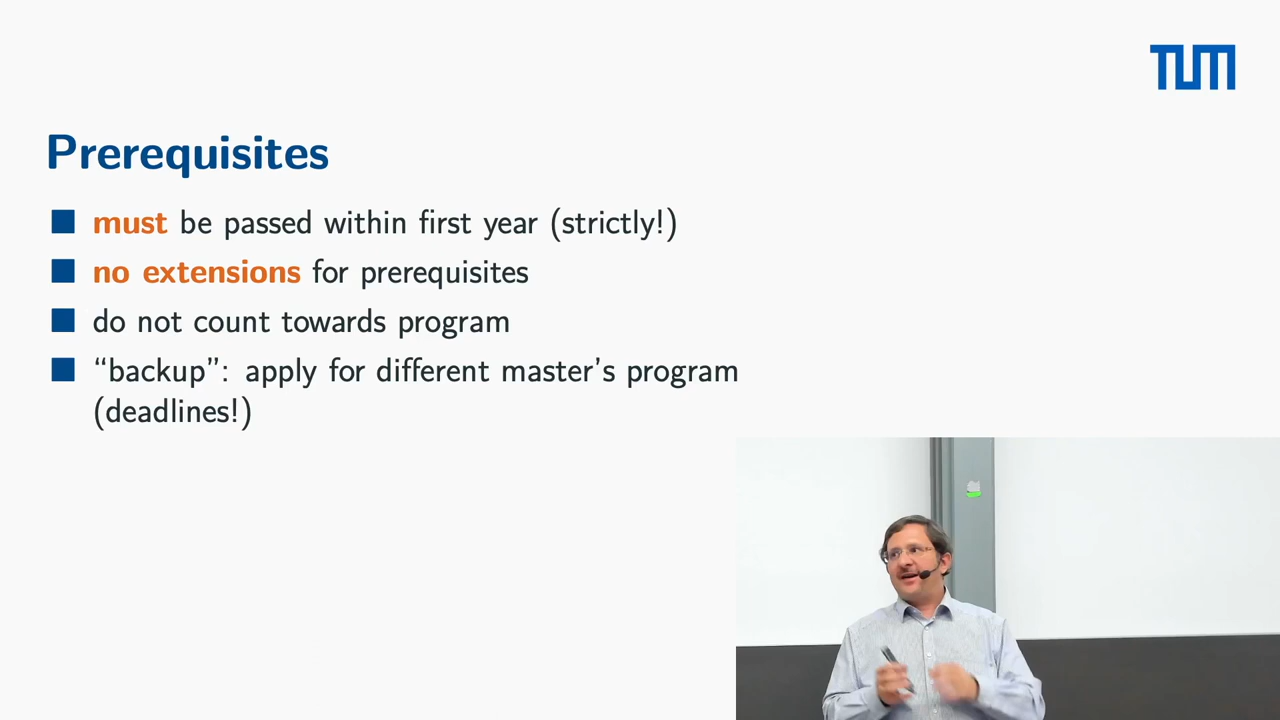 TUM
Prerequisites
must be passed within first year (strictly!)
no extensions for prerequisites
do not count towards program
“backup”: apply for different master’s program
(deadlines!)